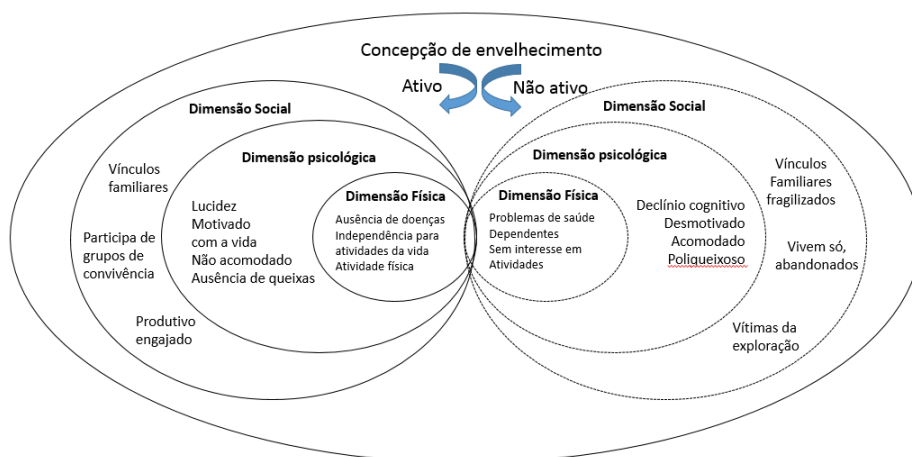 Concepção de envelhecimento
Ativo
Não ativo
Dimensão Social
Dimensão psicológica
Dimensão Física
Vínculos
familiares
Participa de
grupos de
convivência
Produtivo
engajado
Lucidez
Motivado
com a vida
Não acomodado
Ausência de queixas
Ausência de doenças
Independência para
atividades da vida
Atividade física
Dimensão Social
Dimensão psicológica
Dimensão Física
Problemas de saúde
Dependentes
Sem interesse em
Atividades
Declínio cognitivo
Desmotivado
Acomodado
Poliqueixoso
Vínculos
Familiares
fragilizados
Vivem só,
abandonados
Vítimas da
exploração